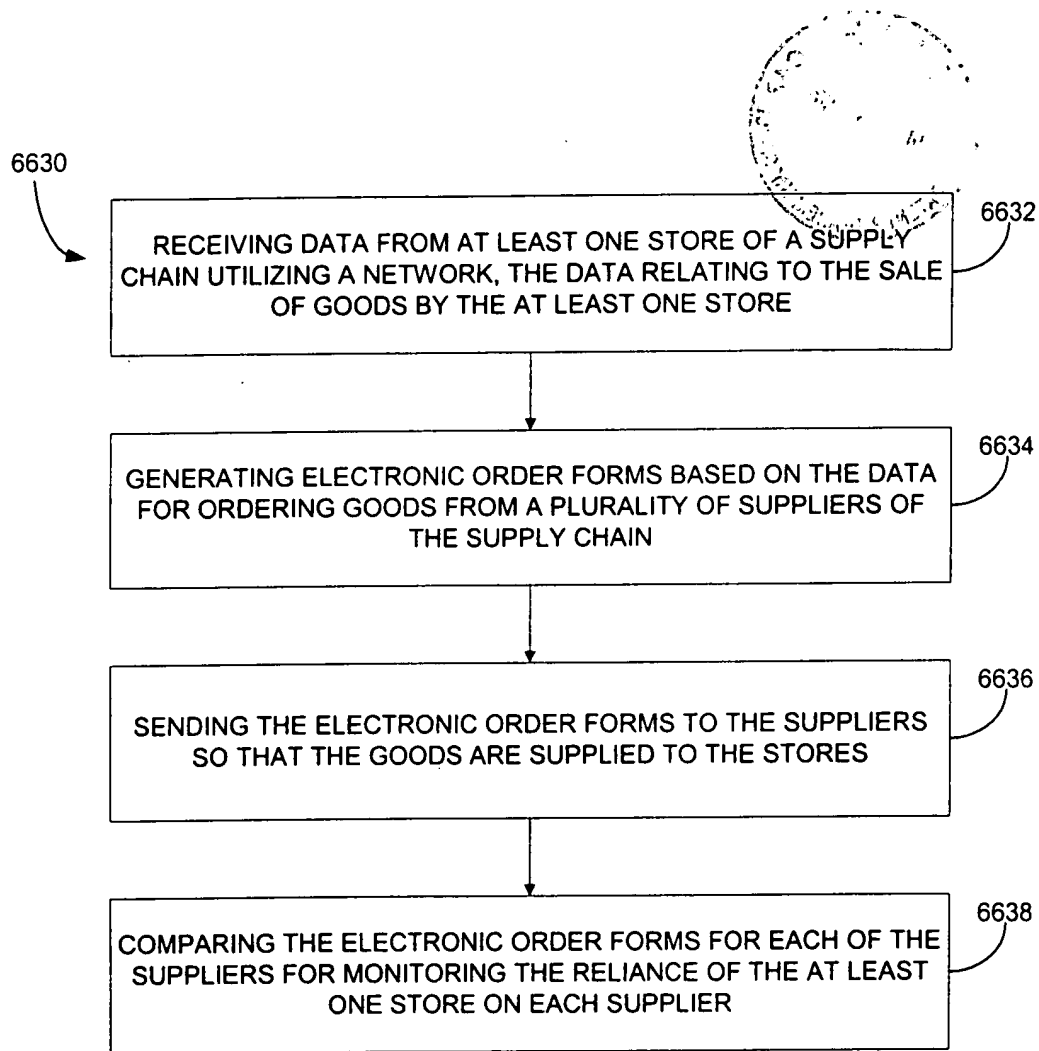 6630
6632
RECEIVING DATA FROM AT LEAST ONE STORE OF A SUPPLY
CHAIN UTILIZING A NETWORK, THE DATA RELATING TO THE SALE
OF GOODS BY THE AT LEAST ONE STORE
6634
GENERATING ELECTRONIC ORDER FORMS BASED ON THE DATA
FOR ORDERING GOODS FROM A PLURALITY OF SUPPLIERS OF
THE SUPPLY CHAIN
6636
SENDING THE ELECTRONIC ORDER FORMS TO THE SUPPLIERS
SO THAT THE GOODS ARE SUPPLIED TO THE STORES
6638
COMPARING THE ELECTRONIC ORDER FORMS FOR EACH OF THE
SUPPLIERS FOR MONITORING THE RELIANCE OF THE AT LEAST
ONE STORE ON EACH SUPPLIER